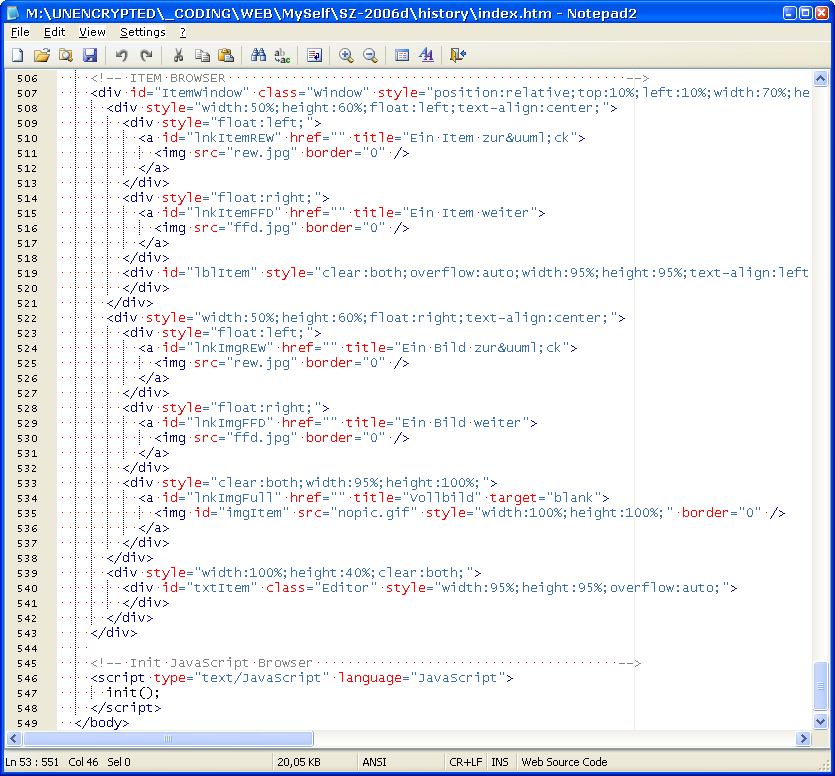 M:\UNENCRYPTED\_CODING\WEB\MySelf\SZ-2006d\history\index.htm - Notepad2
File Edit View Settings ?
506 <!-- ITEM BROWSER -->
507 <div id="ItemWindow" class="Window" style="position:relative;top:10%;left:10%;width:70%;he
508 <div style="width:50%;height:60%;float:left;text-align:center;">
509 <div style="float:left;">
510 <a id="lnkItemREW" href="" title="Ein Item zur&uuml;ck">
511 <img src="rew.jpg" border="0" />
512 </a>
513 </div>
514 <div style="float:right;">
515 <a id="lnkItemFFD" href="" title="Ein Item weiter">
516 <img src="ffd.jpg" border="0" />
517 </a>
518 </div>
519 <div id="lblItem" style="clear:both;overflow:auto;width:95%;height:95%;text-align:left
520 </div>
521 </div>
522 <div style="width:50%;height:60%;float:right;text-align:center;">
523 <div style="float:left;">
524 <a id="lnkImgREW" href="" title="Ein Bild zur&uuml;ck">
525 <img src="rew.jpg" border="0" />
526 </a>
527 </div>
528 <div style="float:right;">
529 <a id="lnkImgFFD" href="" title="Ein Bild weiter">
530 <img src="ffd.jpg" border="0" />
531 </a>
532 </div>
533 <div style="clear:both;width:95%;height:100%;">
534 <a id="lnkImgFull" href="" title="Vollbild" target="blank">
535 <img id="imgItem" src="nopic.gif" style="width:100%;height:100%;" border="0" />
536 </a>
537 </div>
538 </div>
539 <div style="width:100%;height:40%;clear:both;">
540 <div id="txtItem" class="Editor" style="width:95%;height:95%;overflow:auto;">
541 </div>
542 </div>
543 </div>
544
545 <!-- Init JavaScript Browser -->
546 <script type="text/JavaScript" language="JavaScript">
547 init();
548 </script>
549 </body>
Ln 53 : 551 Col 46 Sel 0 20,05 KB ANSI CR+LF INS Web Source Code